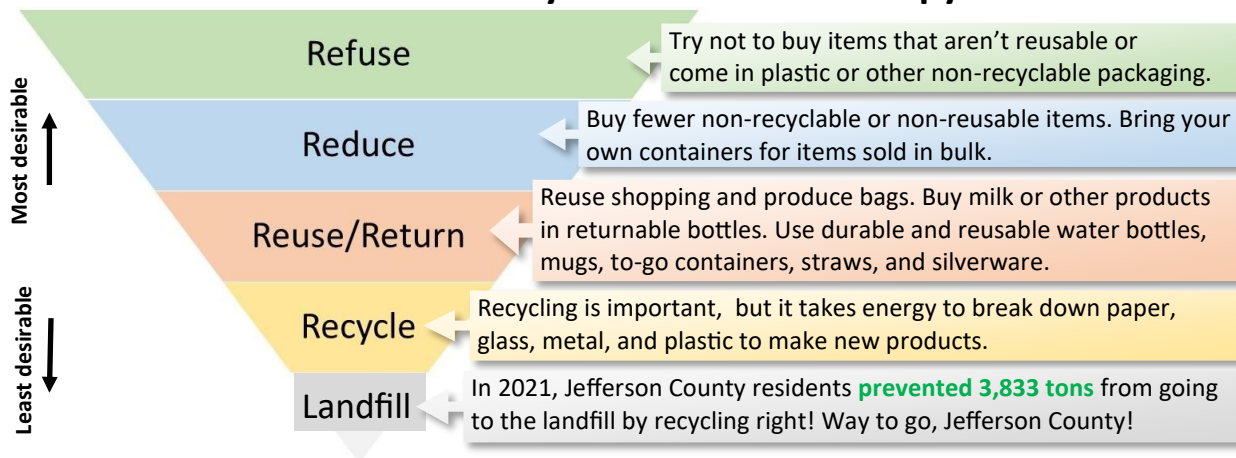 Refuse
Try not to buy items that aren't reusable or
come in plastic or other non-recyclable packaging.
Most desirable
Reduce
Buy fewer non-recyclable or non-reusable items. Bring your
own containers for items sold in bulk.
Reuse/Return
Reuse shopping and produce bags. Buy milk or other products
in returnable bottles. Use durable and reusable water bottles,
mugs, to-go containers, straws, and silverware.
Least desirable
Recycle
Recycling is important, but it takes energy to break down paper,
glass, metal, and plastic to make new products.
Landfill
In 2021, Jefferson County residents prevented 3,833 tons from going
to the landfill by recycling right! Way to go, Jefferson County!